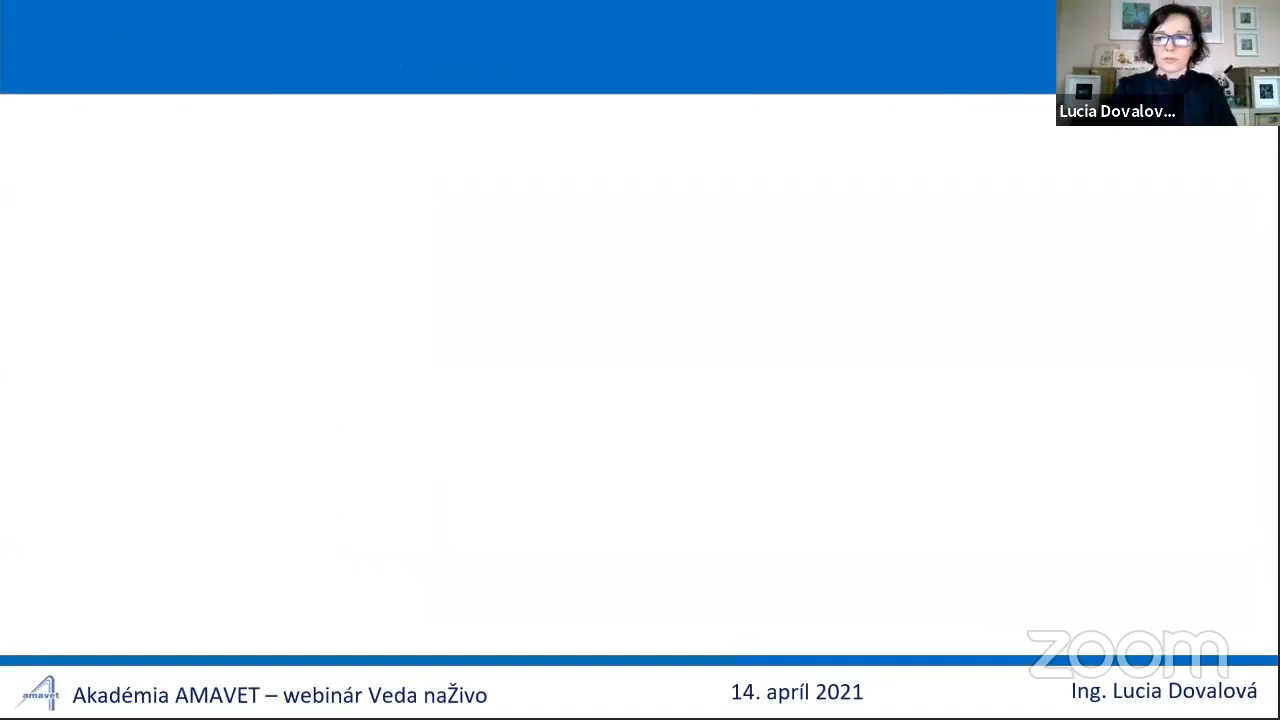 Lucia Dovalov...
zoom
amavet
Akadémia AMAVET – webinár Veda naŽivo
14. apríl 2021
Ing. Lucia Dovalová